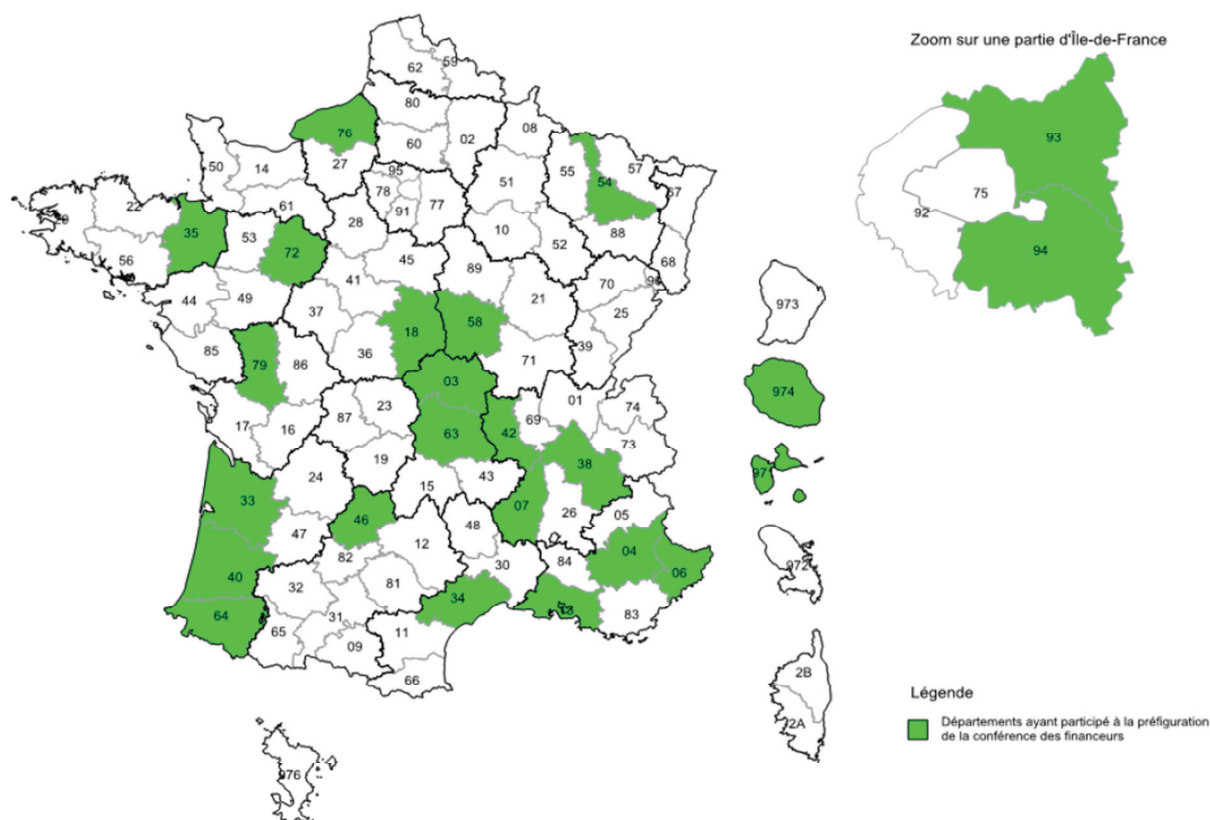 Zoom sur une partie d'Île-de-France
62 59
80
76 02 08
60
50 14 27 95 55 57 67
78 51 54
22 61 91 77
35 53 28 10 88
72 52
56 45 68
41 89 70 90
44 49 21 25
37
18 58
85 79 86 36 71 39
03
23 01 74
17 16 87 69
63 42 73
19 38
24 15 43
33 07
46 26 05
47 48
12 04
82 30 84
40 32 81 06
34 13
64 31 83
65 11
09
66
976
93
75
92
94
973
974
971
972
2B
2A
Légende
Départements ayant participé à la préfiguration
de la conférence des financeurs